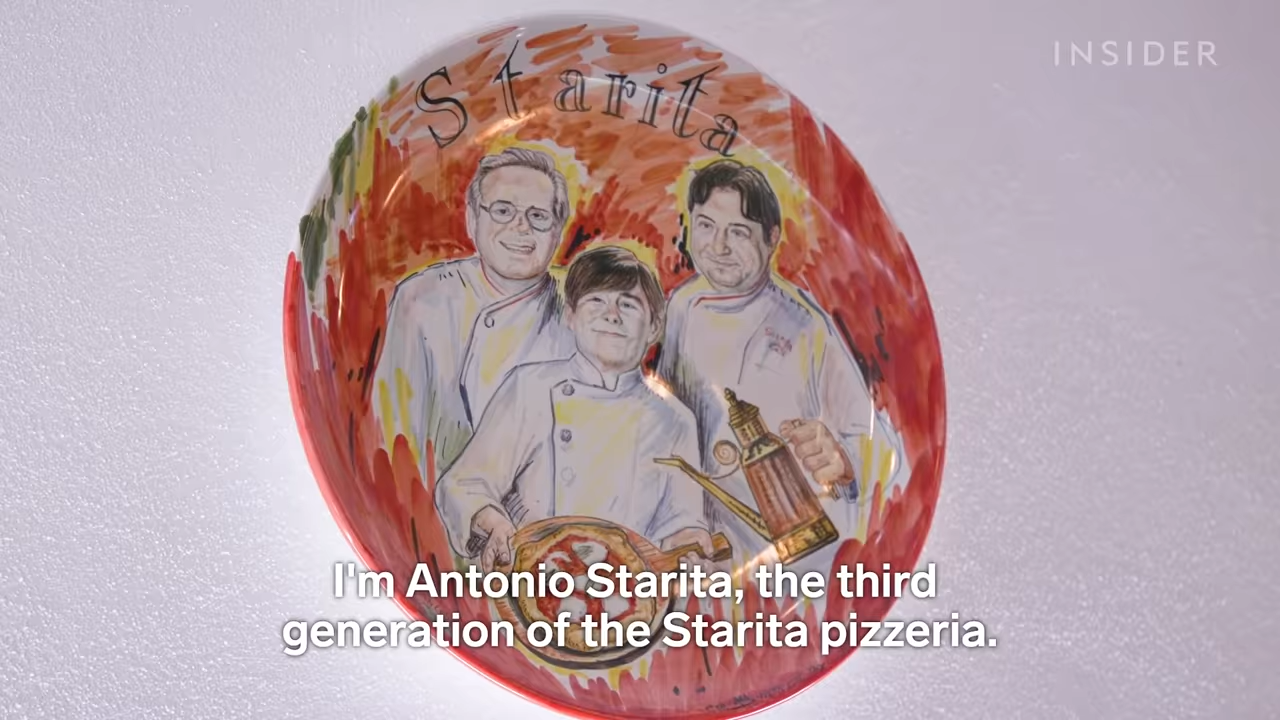 INSIDER
Starita
I'm Antonio Starita, the third
generation of the Starita pizzeria.